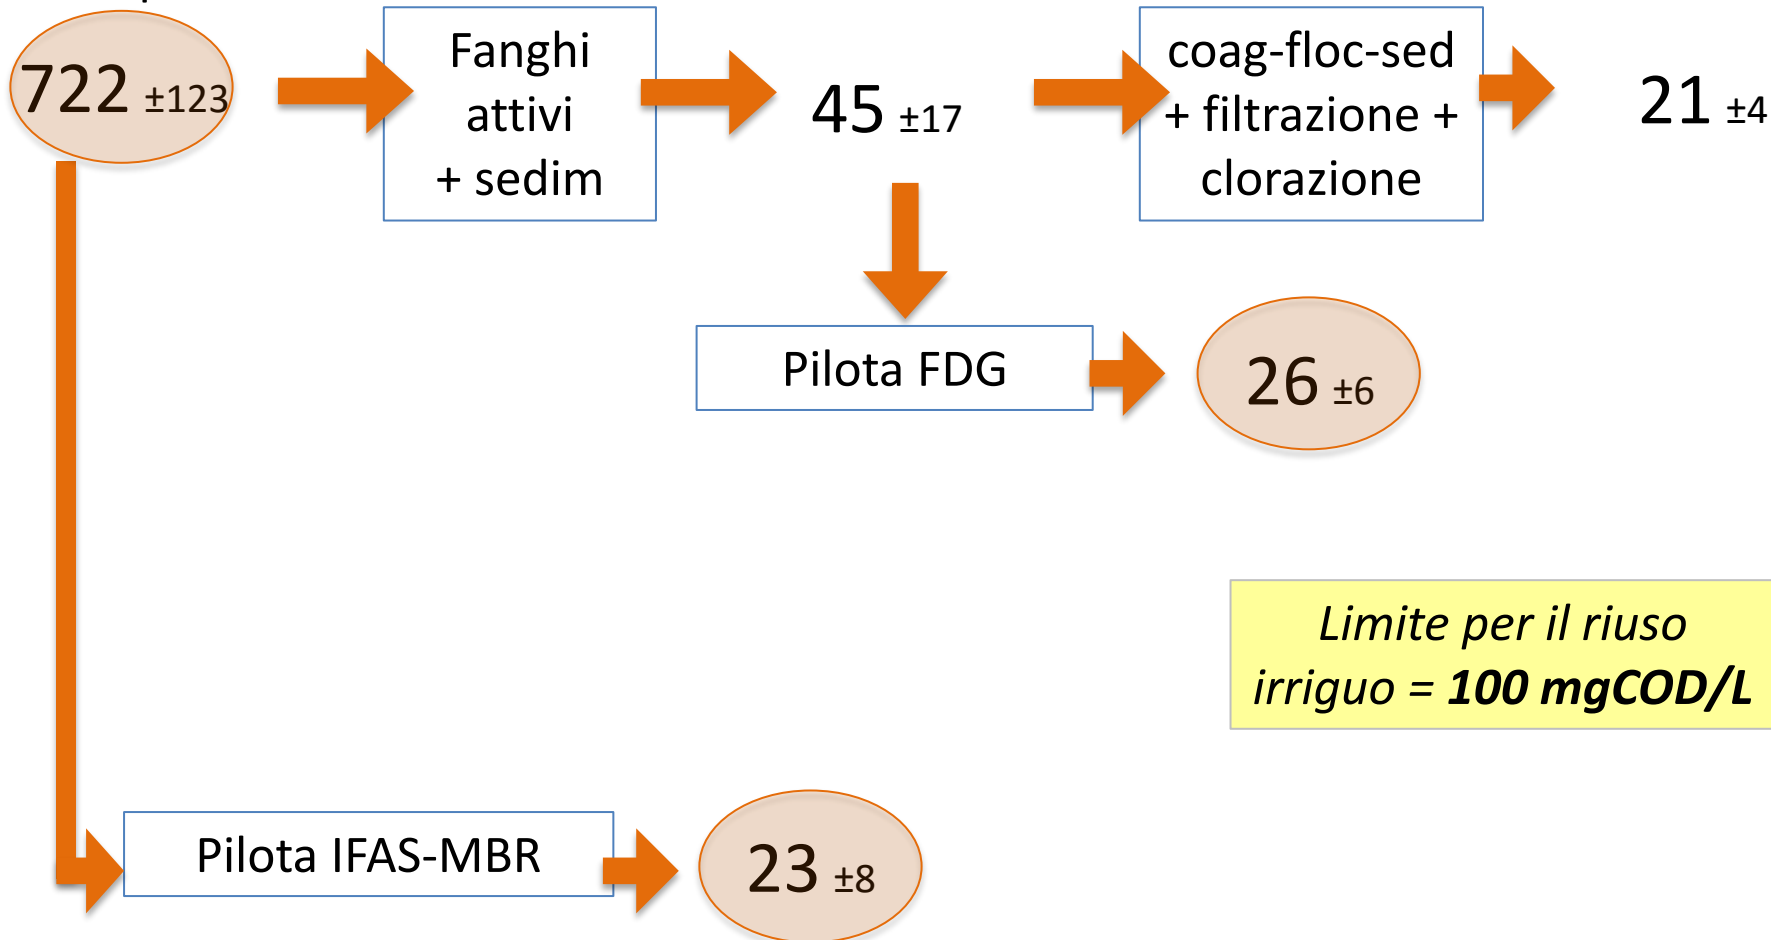 722 ±123
Fanghi
attivi
+ sedim
45 ±17
coag-floc-sed
+ filtrazione +
clorazione
21 ±4
Pilota FDG
26 ±6
Limite per il riuso
irriguo = 100 mgCOD/L
Pilota IFAS-MBR
23 ±8